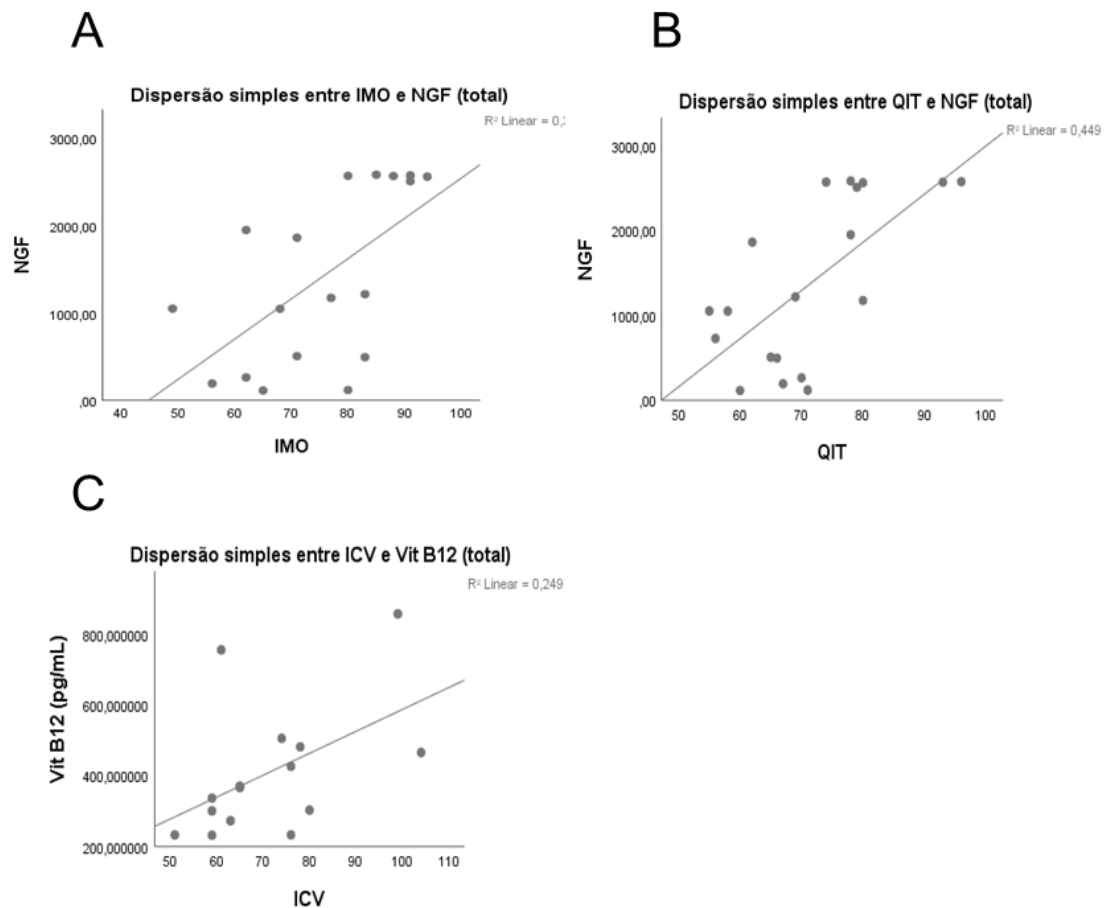 A
Dispersão simples entre IMO e NGF (total)
R² Linear = 0,
3000,00
2000,00
1000,00
,00
NGF
40 50 60 70 80 90 100
IMO
B
Dispersão simples entre QIT e NGF (total)
R² Linear = 0,449
3000,00
2000,00
1000,00
,00
NGF
50 60 70 80 90 100
QIT
C
Dispersão simples entre ICV e Vit B12 (total)
R² Linear = 0,249
800,000000
600,000000
400,000000
200,000000
Vit B12 (pg/mL)
50 60 70 80 90 100 110
ICV